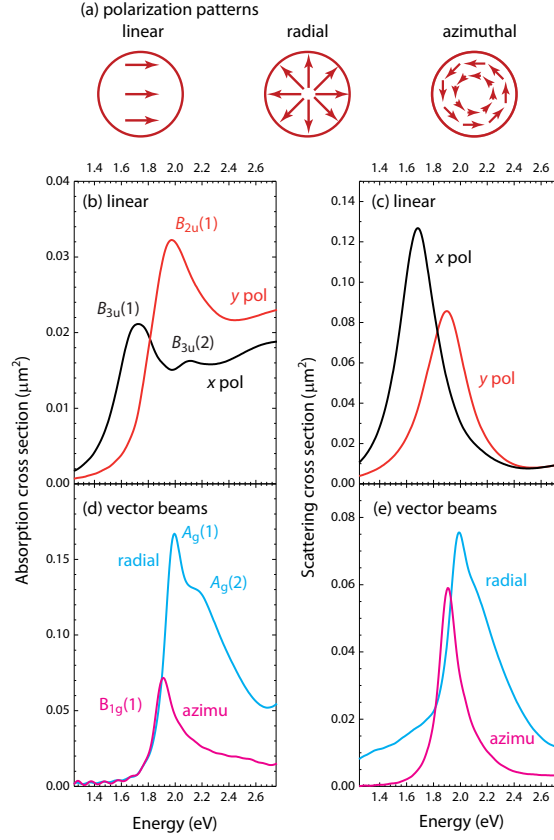 (a) polarization patterns
linear radial azimuthal
1.4 1.6 1.8 2.0 2.2 2.4 2.6
1.4 1.6 1.8 2.0 2.2 2.4 2.6
0.04
0.03
0.02
0.01
0.00
(b) linear
B2u(1)
y pol
B3u(1)
B3u(2)
x pol
0.14
0.12
0.10
0.08
0.06
0.04
0.02
0.00
(c) linear
x pol
y pol
Absorption cross section (μm²)
Scattering cross section (μm²)
0.15
0.10
0.05
0.00
(d) vector beams
Ag(1)
radial
Ag(2)
B1g(1)
azimu
1.4 1.6 1.8 2.0 2.2 2.4 2.6
Energy (eV)
0.08
0.06
0.04
0.02
0.00
(e) vector beams
radial
azimu
1.4 1.6 1.8 2.0 2.2 2.4 2.6
Energy (eV)